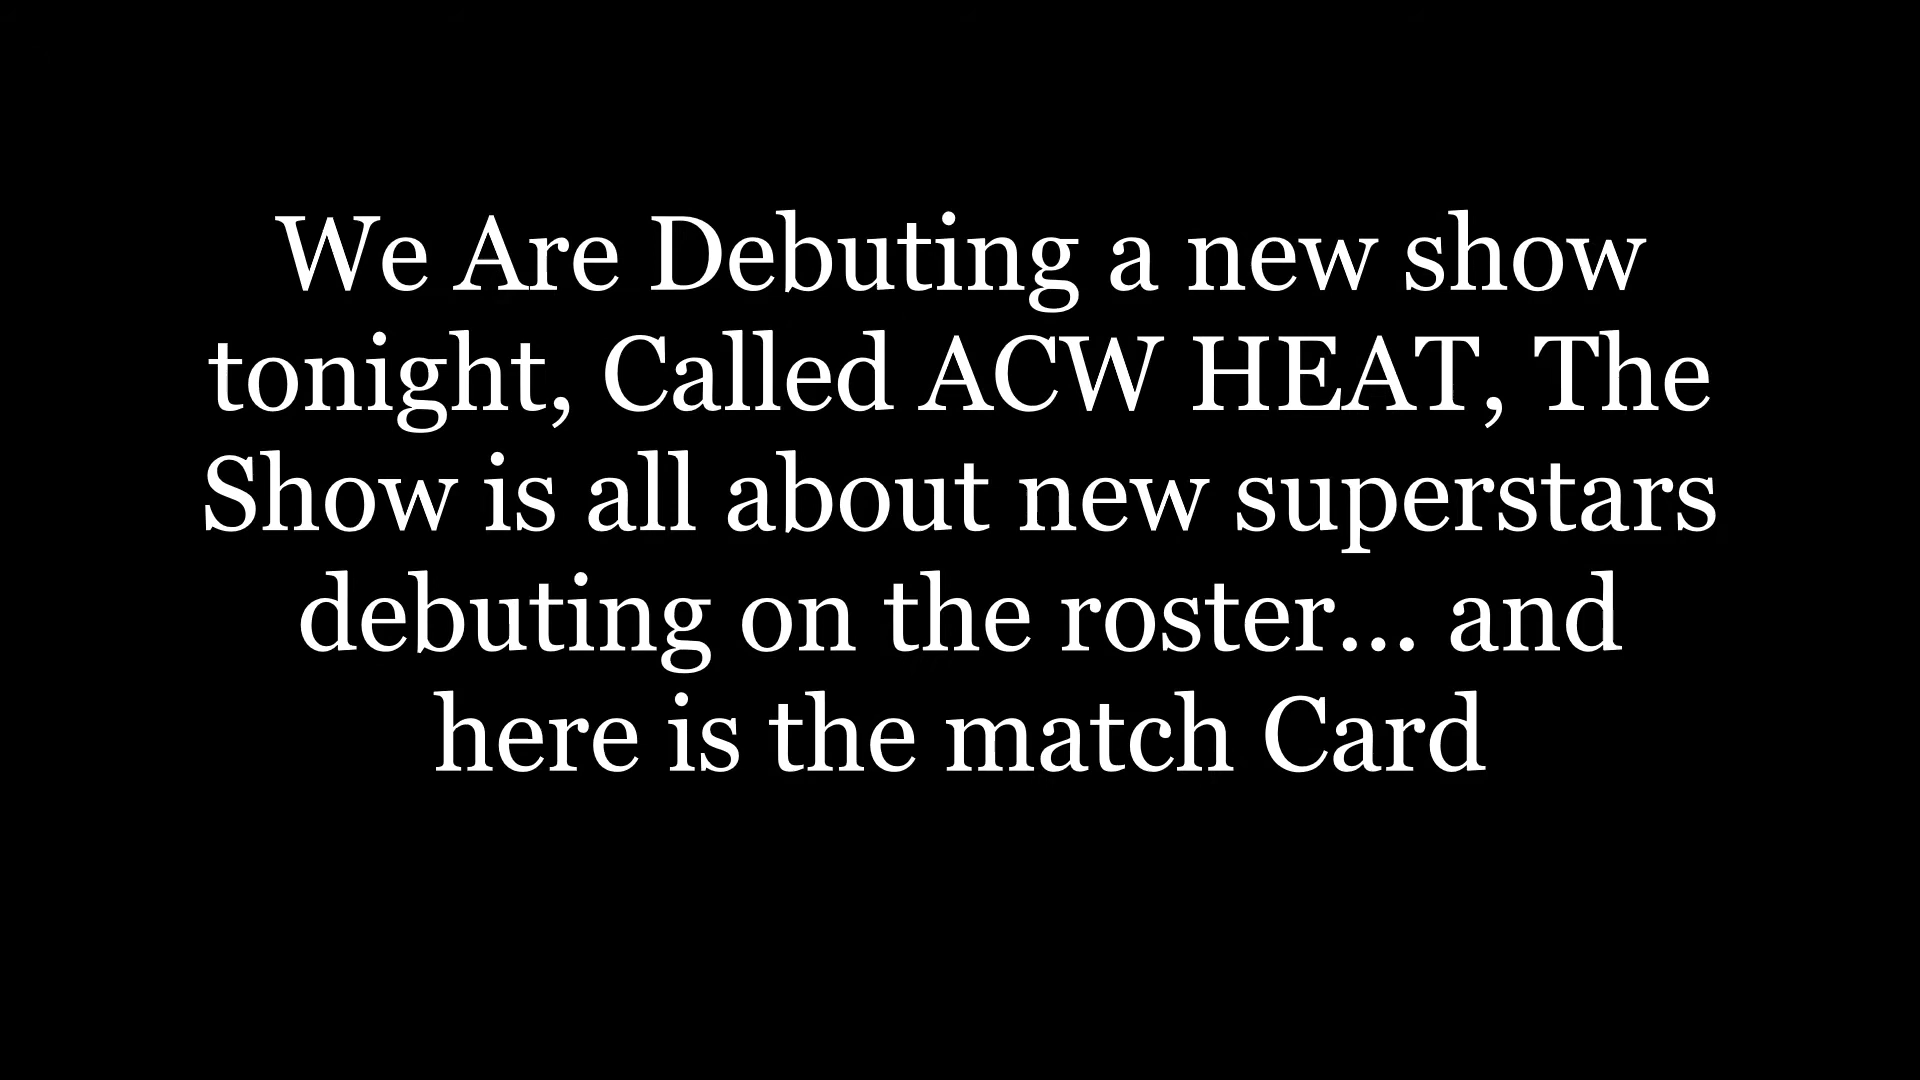 We Are Debuting a new show
tonight, Called ACW HEAT, The
Show is all about new superstars
debuting on the roster... and
here is the match Card